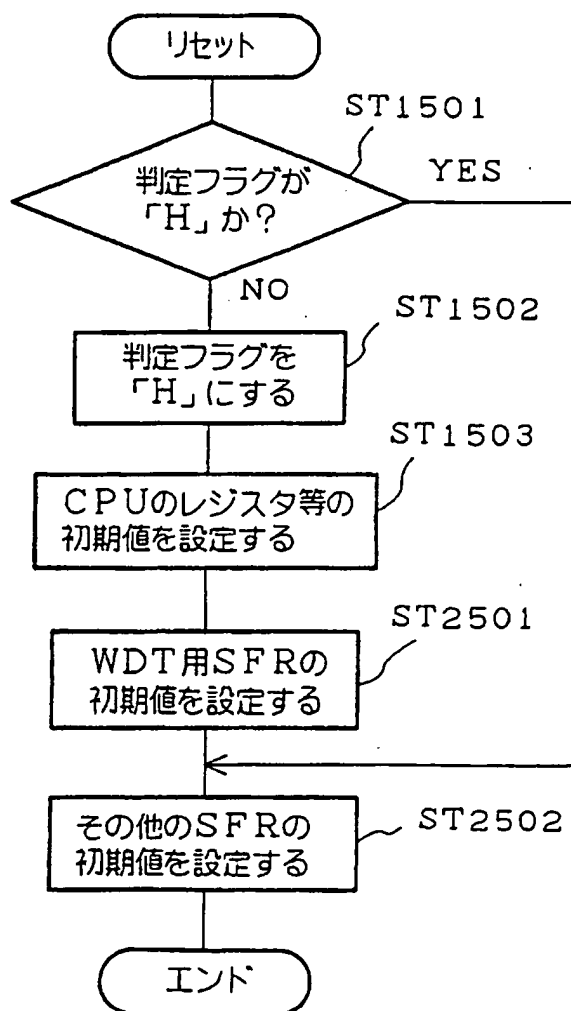 リセット
ST1501
判定フラグが
「H」か?
YES
NO
ST1502
判定フラグを
「H」にする
ST1503
CPUのレジスタ等の
初期値を設定する
ST2501
WDT用SFRの
初期値を設定する
ST2502
その他のSFRの
初期値を設定する
エンド